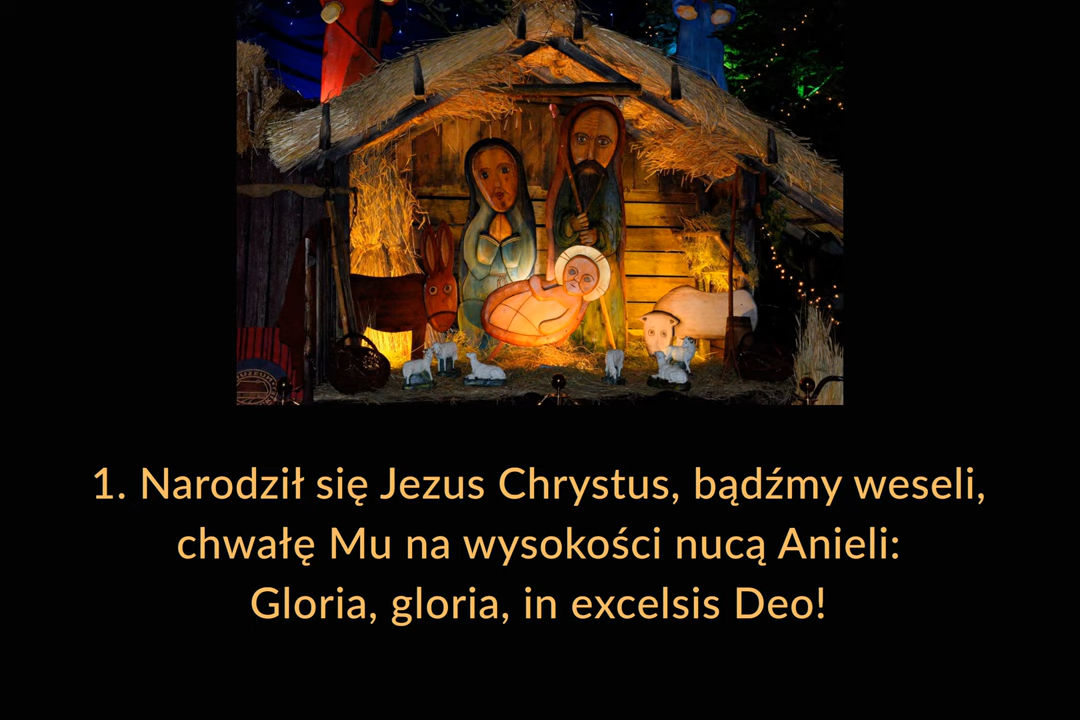 1. Narodził się Jezus Chrystus, bądźmy weseli,
chwałę Mu na wysokości nucą Anieli:
Gloria, gloria, in excelsis Deo!